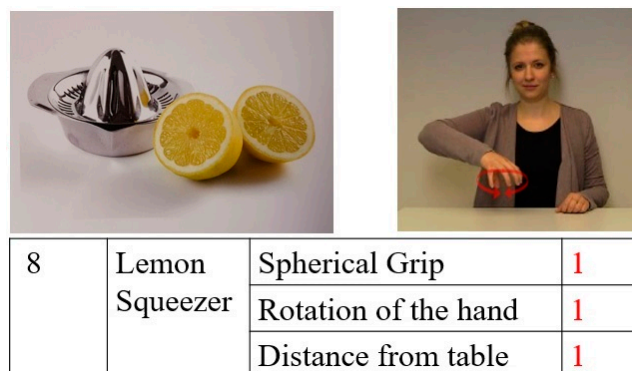 8
Lemon
Squeezer
Spherical Grip
1
Rotation of the hand
1
Distance from table
1